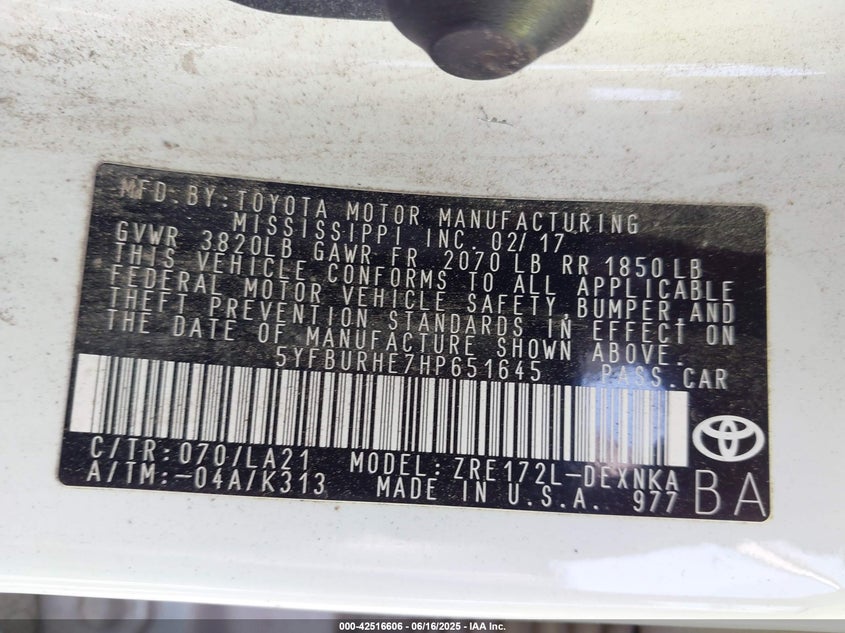 MFD. BY: TOYOTA MOTOR MANUFACTURING
MISSISSIPPI INC. 02/17
GVWR 3820LB GAWR FR 2070LB RR 1850LB
THIS VEHICLE CONFORMS TO ALL APPLICABLE
FEDERAL MOTOR VEHICLE SAFETY, BUMPER, AND
THEFT PREVENTION STANDARDS IN EFFECT ON
THE DATE OF MANUFACTURE SHOWN ABOVE.
5YFBURHE7HP651645 PASS.CAR
C/TR: 070/LA21 MODEL: ZRE172L-DEXNKA
A/TM: -04A/K313 MADE IN U.S.A. 977 BA
000-42516606 - 06/16/2025 - IAA Inc.